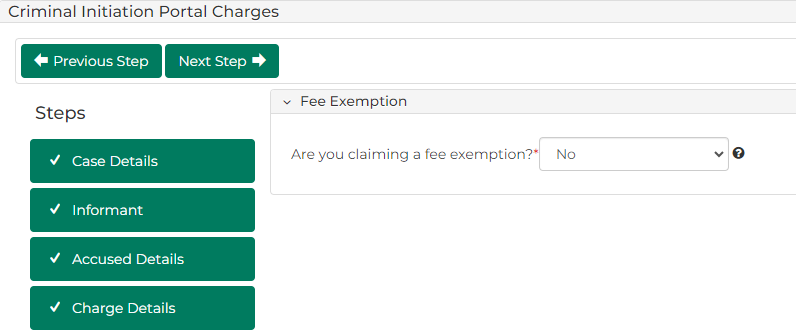 Criminal Initiation Portal Charges
Previous Step Next Step
Steps
Fee Exemption
Are you claiming a fee exemption?* No
Case Details
Informant
Accused Details
Charge Details